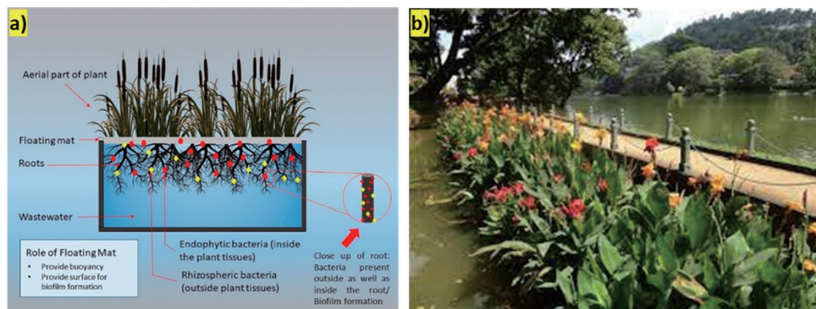 a)
Aerial part of plant
Floating mat
Roots
Wastewater
Role of Floating Mat
• Provide buoyancy
• Provide surface for
biofilm formation
Endophytic bacteria (inside
the plant tissues)
Rhizospheric bacteria
(outside plant tissues)
Close up of root:
Bacteria present
outside as well as
inside the root/
Biofilm formation
b)